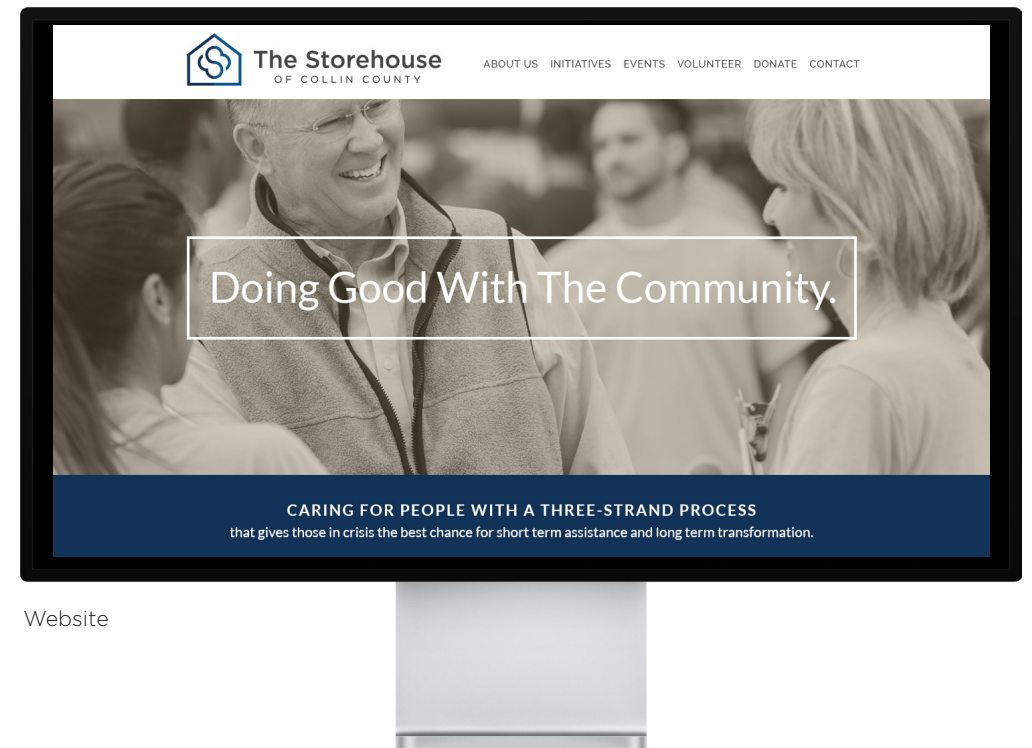 The Storehouse
OF COLLIN COUNTY
ABOUT US INITIATIVES EVENTS VOLUNTEER DONATE CONTACT
Doing Good With The Community.
CARING FOR PEOPLE WITH A THREE-STRAND PROCESS
that gives those in crisis the best chance for short term assistance and long term transformation.
Website